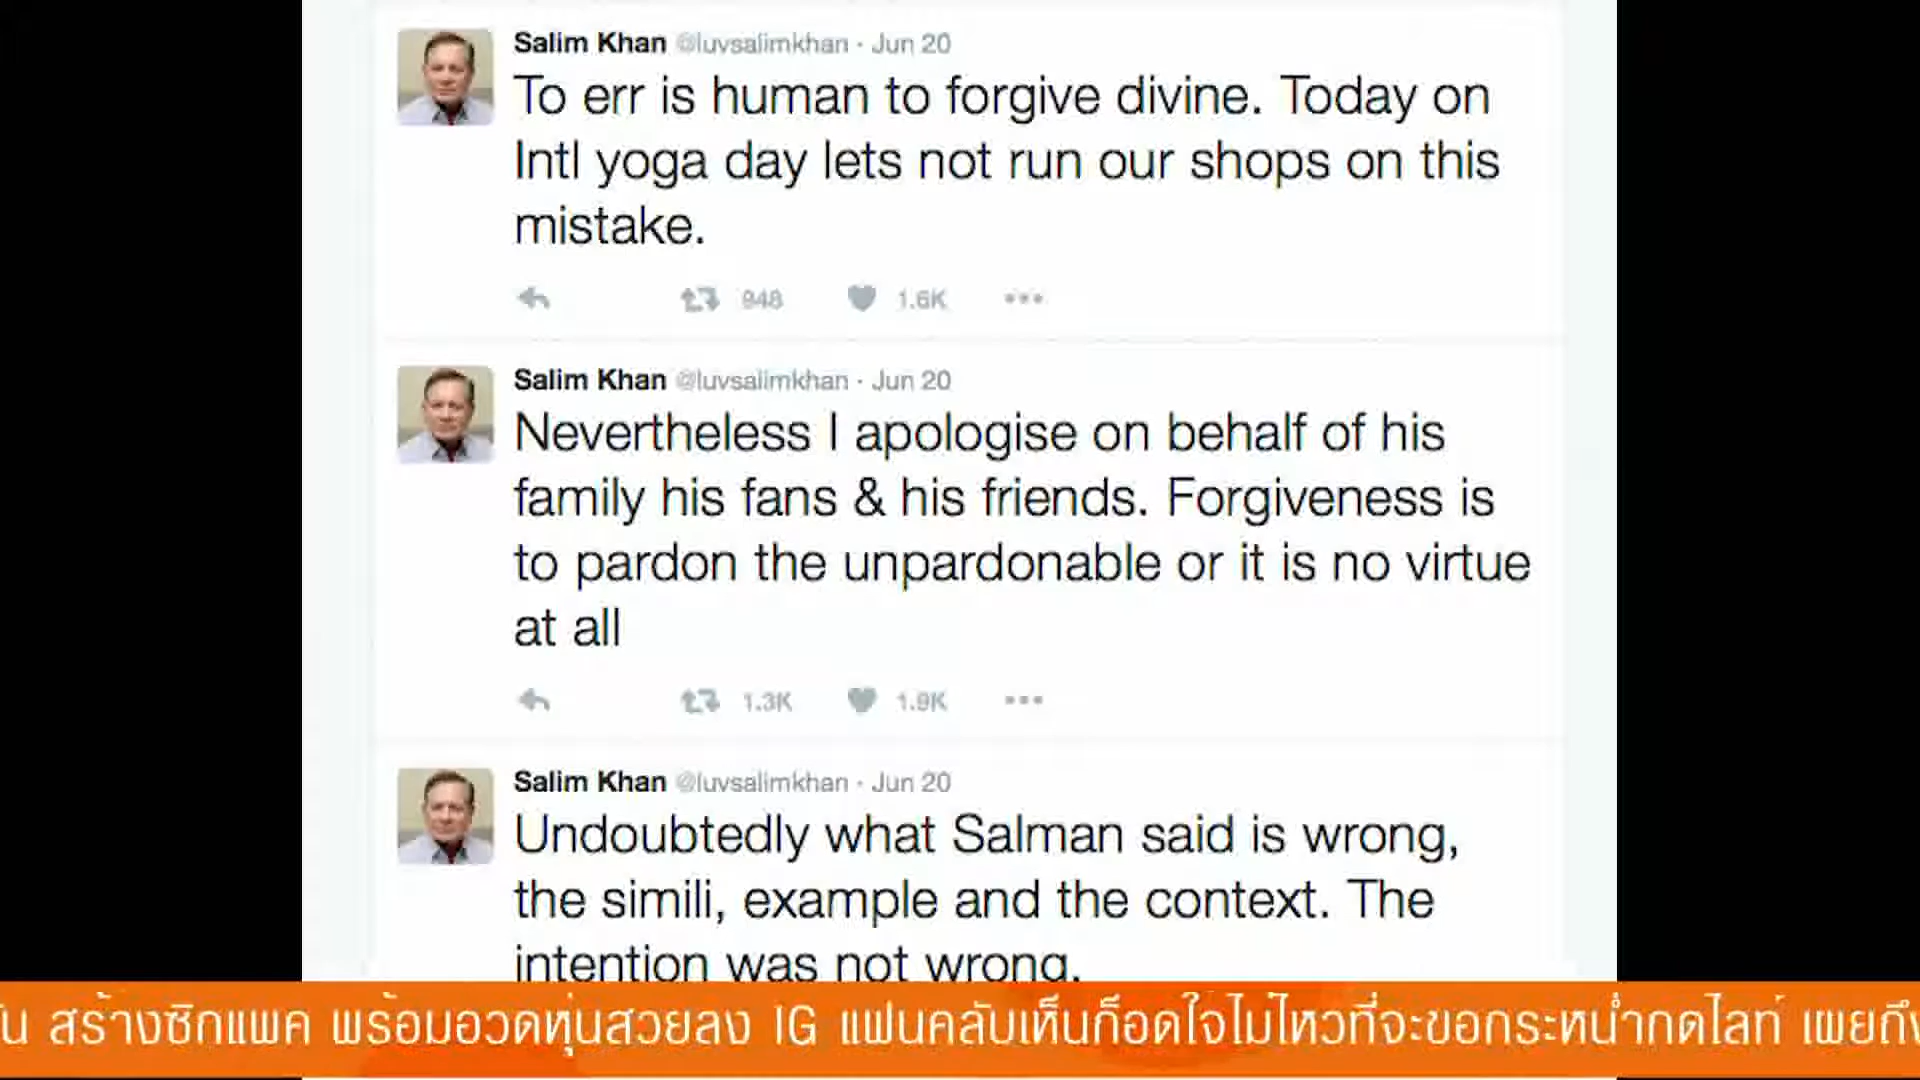 Salim Khan @luvsalimkhan · Jun 20
To err is human to forgive divine. Today on
Intl yoga day lets not run our shops on this
mistake.
948 1.6K
Salim Khan @luvsalimkhan · Jun 20
Nevertheless I apologise on behalf of his
family his fans & his friends. Forgiveness is
to pardon the unpardonable or it is no virtue
at all
1.3K 1.9K
Salim Khan @luvsalimkhan · Jun 20
Undoubtedly what Salman said is wrong,
the simili, example and the context. The
intention was not wrong.
สร้างซิกแพค พร้อมอวดหุ่นสวยลง IG แฟนคลับเห็นก็อดใจไม่ไหวที่จะขอกระหน่ำกดไลท์ เผยถึง